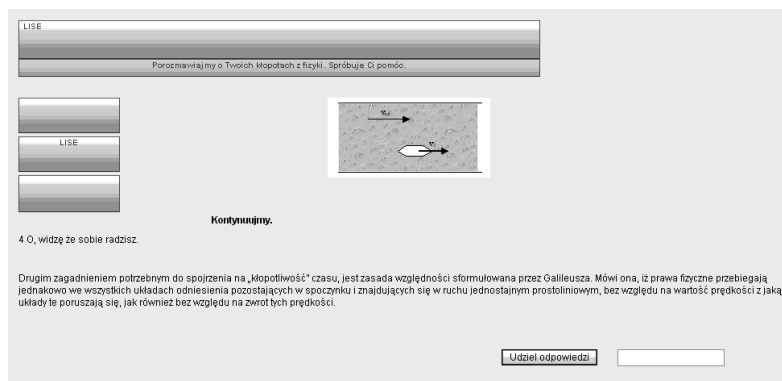 LISE
Porozmawiajmy o Twoich kłopotach z fizyki. Spróbuje Ci pomóc.
LISE
Kontynuujmy.
4 O, widzę że sobie radzisz.
Drugim zagadnieniem potrzebnym do spojrzenia na „kłopotliwość" czasu, jest zasada względności sformułowana przez Galileusza. Mówi ona, iż prawa fizyczne przebiegają
jednakowo we wszystkich układach odniesienia pozostających w spoczynku i znajdujących się w ruchu jednostajnym prostoliniowym, bez względu na wartość prędkości z jaką
układy te poruszają się, jak również bez względu na zwrot tych prędkości.
Udziel odpowiedzi